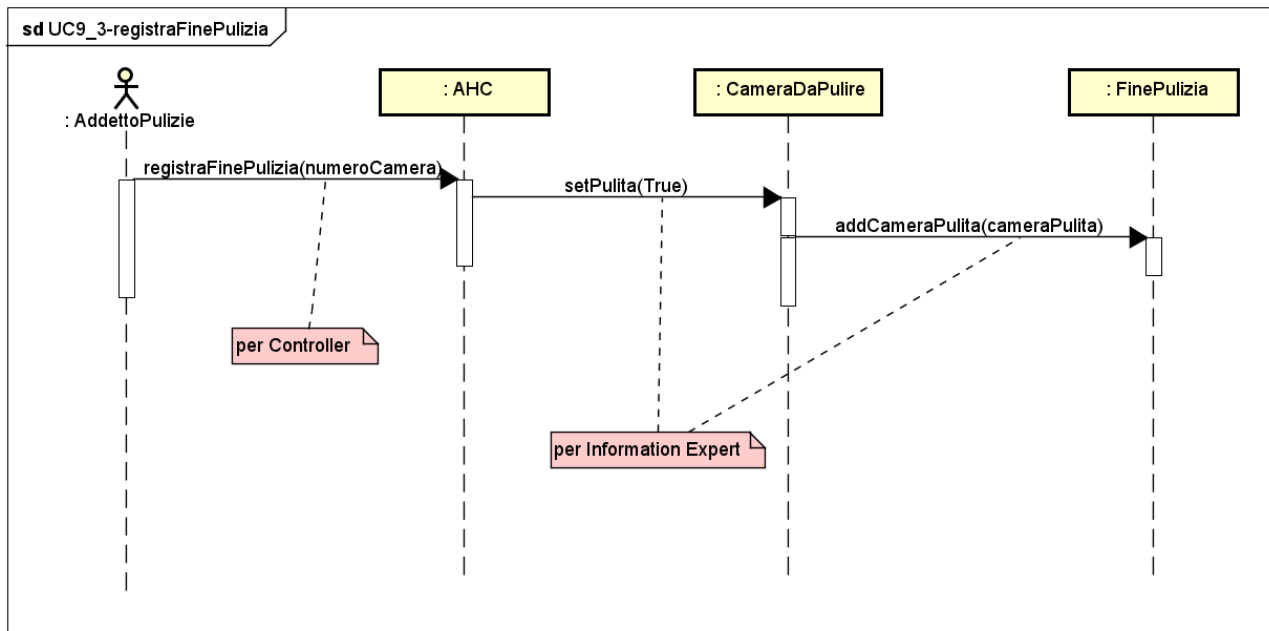 sd UC9_3-registraFinePulizia
: AddettoPulizie
: AHC
: CameraDaPulire
: FinePulizia
registraFinePulizia(numeroCamera)
setPulita(True)
addCameraPulita(cameraPulita)
per Controller
per Information Expert